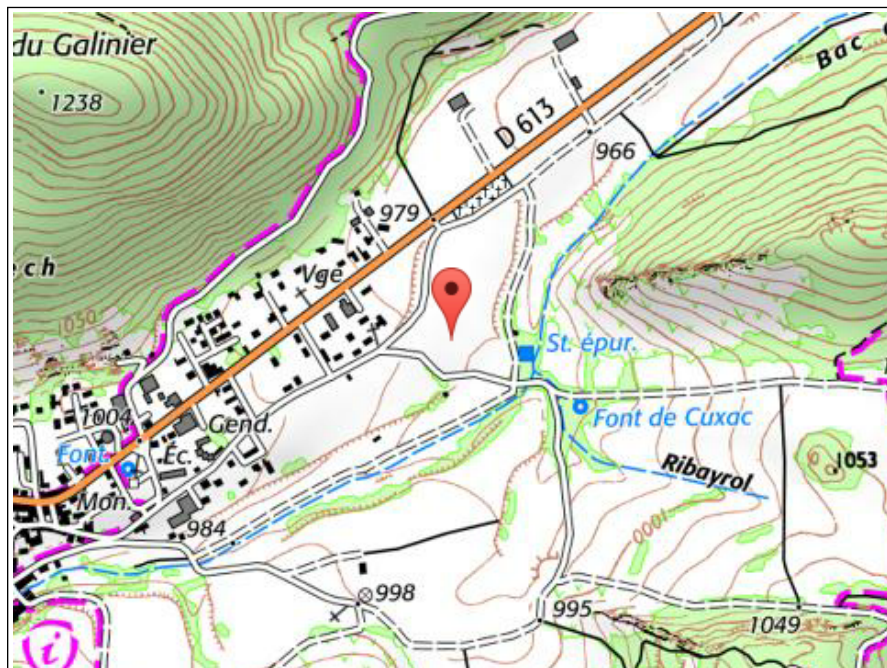 du Galinier
1238
D 613
Bac
966
979
Vge
ech
050
St. épur.
1004
Gend.
Font de Cuxac
Font.
Éc.
Ribayrol
1053
Mon.
984
1000
998
995
1049
i